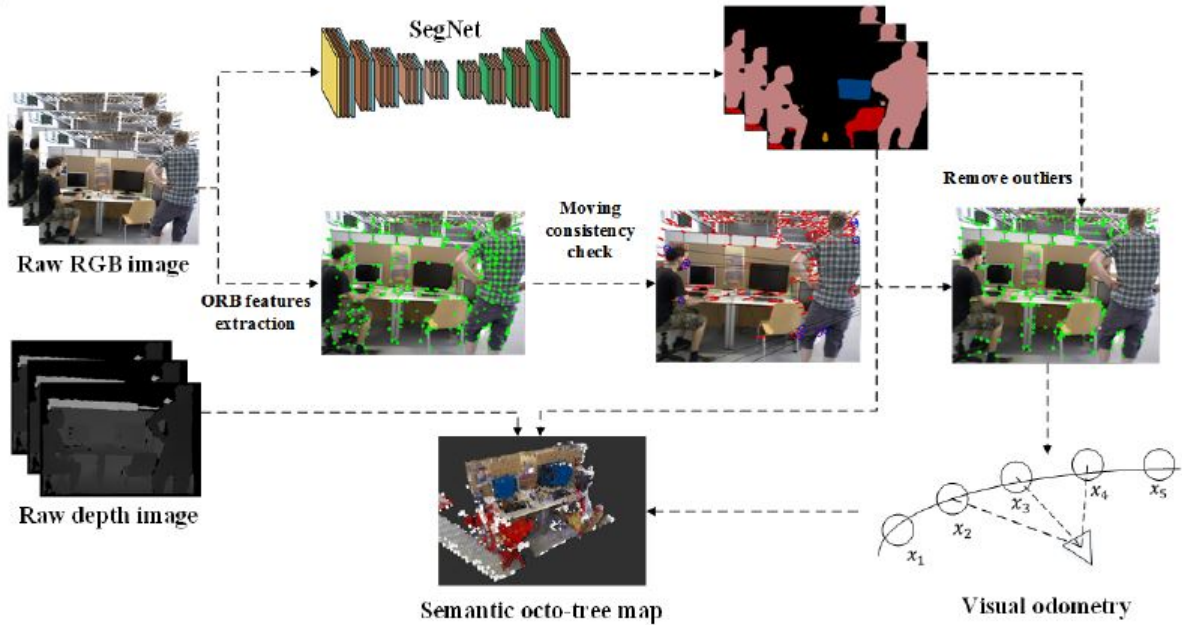 SegNet
Raw RGB image
ORB features
extraction
Moving
consistency
check
Remove outliers
Raw depth image
Semantic octo-tree map
x₁
x₂
x₃
x₄
x₅
Visual odometry